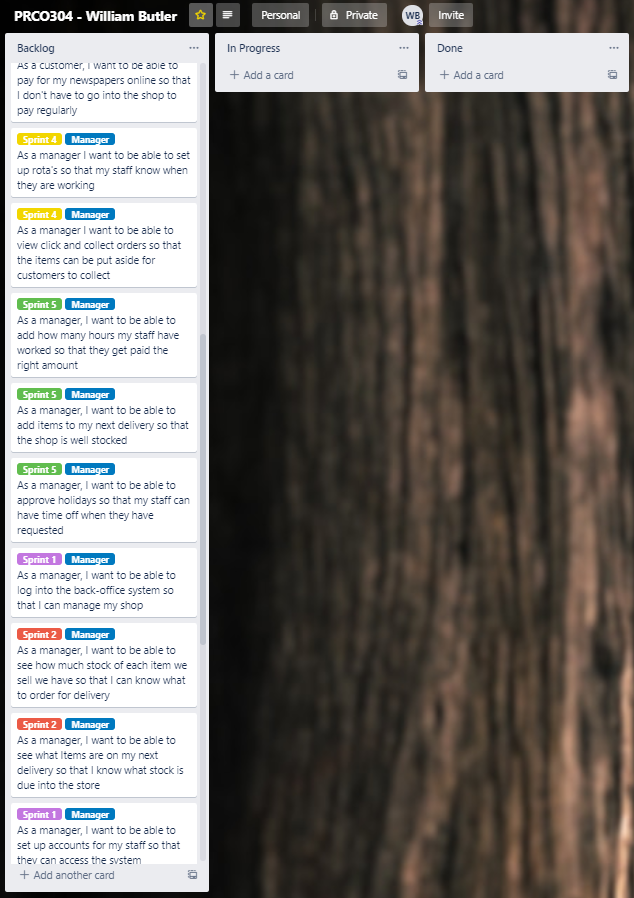 PRCO304 - William Butler
Personal
Private
WB
Invite
Backlog
As a customer, I want to be able to
pay for my newspapers online so that
I don't have to go into the shop to
pay regularly
Sprint 4 Manager
As a manager I want to be able to set
up rota's so that my staff know when
they are working
Sprint 4 Manager
As a manager I want to be able to
view click and collect orders so that
the items can be put aside for
customers to collect
Sprint 5 Manager
As a manager, I want to be able to
add how many hours my staff have
worked so that they get paid the
right amount
Sprint 5 Manager
As a manager, I want to be able to
add items to my next delivery so that
the shop is well stocked
Sprint 5 Manager
As a manager, I want to be able to
approve holidays so that my staff can
have time off when they have
requested
Sprint 1 Manager
As a manager, I want to be able to
log into the back-office system so
that I can manage my shop
Sprint 2 Manager
As a manager, I want to be able to
see how much stock of each item we
sell we have so that I can know what
to order for delivery
Sprint 2 Manager
As a manager, I want to be able to
see what Items are on my next
delivery so that I know what stock is
due into the store
Sprint 1 Manager
As a manager, I want to be able to
set up accounts for my staff so that
they can access the system
+ Add another card
In Progress
+ Add a card
Done
+ Add a card